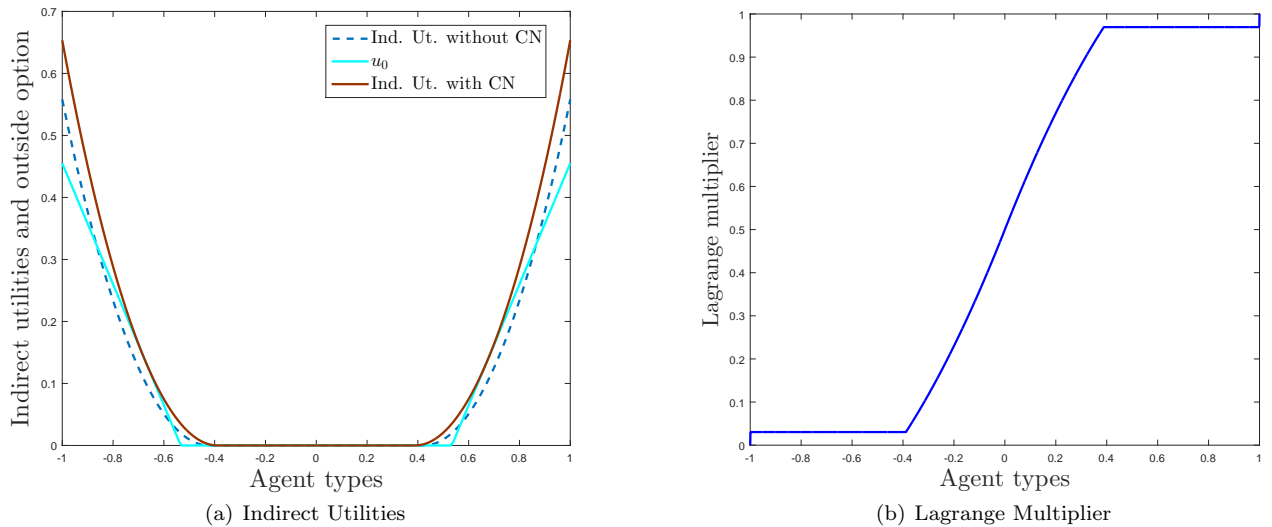 Indirect utilities and outside option
0.7
0.6
0.5
0.4
0.3
0.2
0.1
0
Ind. Ut. without CN
u₀
Ind. Ut. with CN
-1 -0.8 -0.6 -0.4 -0.2 0 0.2 0.4 0.6 0.8 1
Agent types
(a) Indirect Utilities
Lagrange multiplier
1
0.9
0.8
0.7
0.6
0.5
0.4
0.3
0.2
0.1
0
-1 -0.8 -0.6 -0.4 -0.2 0 0.2 0.4 0.6 0.8 1
Agent types
(b) Lagrange Multiplier